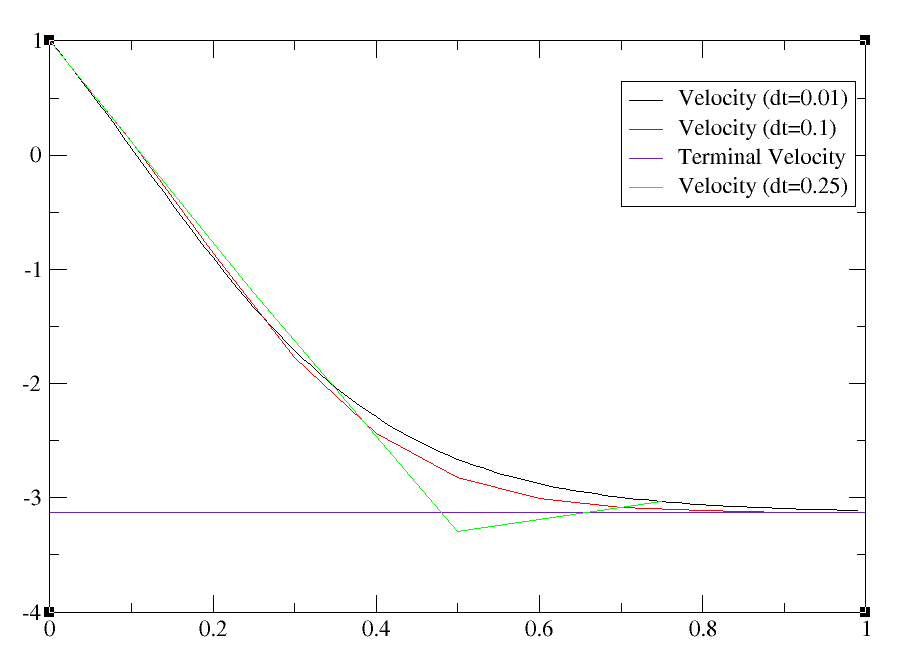 1
Velocity (dt=0.01)
Velocity (dt=0.1)
0
Terminal Velocity
Velocity (dt=0.25)
-1
-2
-3
-4
0 0.2 0.4 0.6 0.8 1